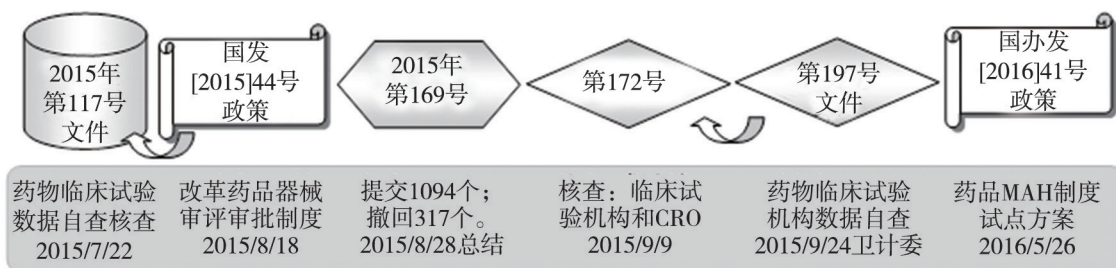 2015年
第117号
文件
国发
[2015]44号
政策
2015年
第169号
第172号
第197号
文件
国办发
[2016]41号
政策
药物临床试验
数据自查核查
2015/7/22
改革药品器械
审评审批制度
2015/8/18
提交1094个；
撤回317个。
2015/8/28总结
核查：临床试
验机构和CRO
2015/9/9
药物临床试验
机构数据自查
2015/9/24卫计委
药品MAH制度
试点方案
2016/5/26